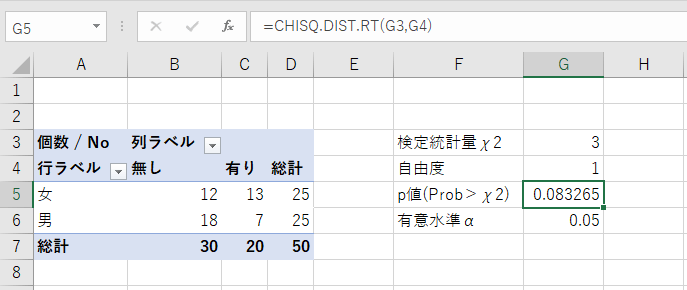 G5 fx =CHISQ.DIST.RT(G3,G4)
A B C D E F G H
1
2
3 個数 / No 列ラベル 検定統計量χ2 3
4 行ラベル 無し 有り 総計 自由度 1
5 女 12 13 25 p値(Prob>χ2) 0.083265
6 男 18 7 25 有意水準α 0.05
7 総計 30 20 50
8